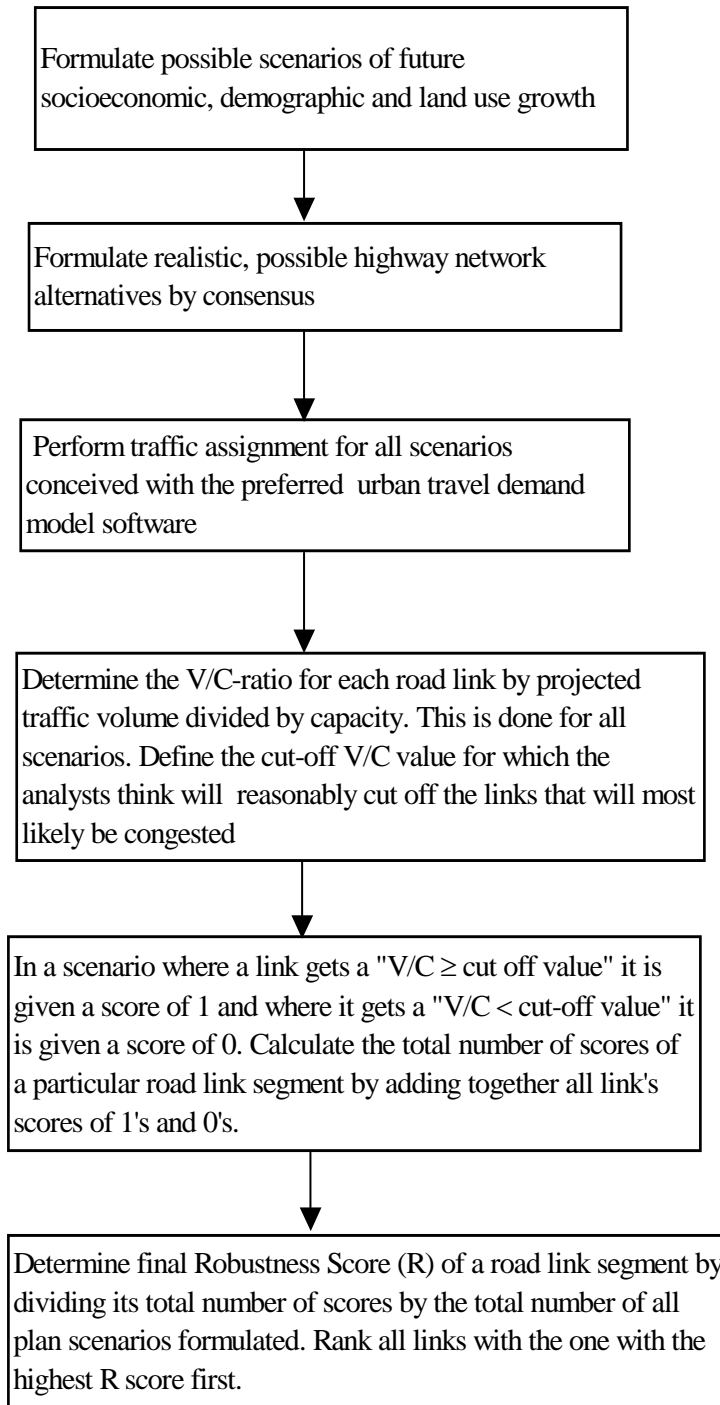 Formulate possible scenarios of future
socioeconomic, demographic and land use growth
Formulate realistic, possible highway network
alternatives by consensus
Perform traffic assignment for all scenarios
conceived with the preferred urban travel demand
model software
Determine the V/C-ratio for each road link by projected
traffic volume divided by capacity. This is done for all
scenarios. Define the cut-off V/C value for which the
analysts think will reasonably cut off the links that will most
likely be congested
In a scenario where a link gets a "V/C ≥ cut off value" it is
given a score of 1 and where it gets a "V/C < cut-off value" it
is given a score of 0. Calculate the total number of scores of
a particular road link segment by adding together all link's
scores of 1's and 0's.
Determine final Robustness Score (R) of a road link segment by
dividing its total number of scores by the total number of all
plan scenarios formulated. Rank all links with the one with the
highest R score first.